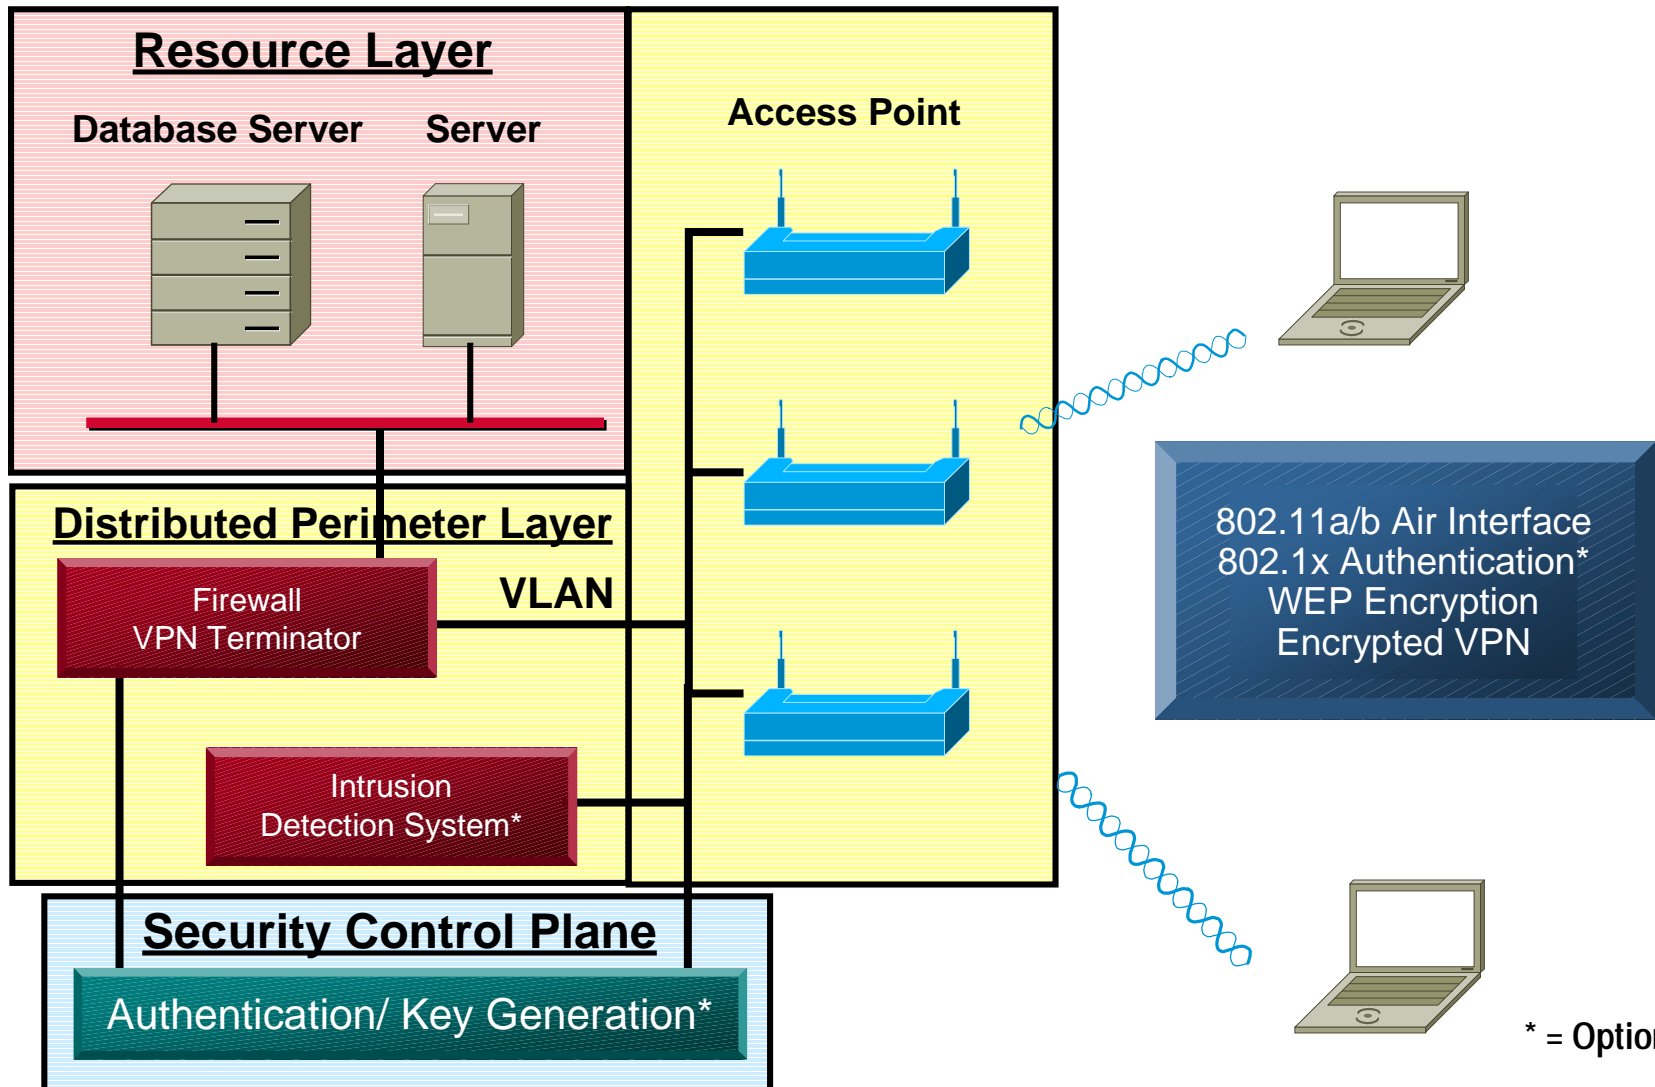 Resource Layer
Database Server
Server
Access Point
Distributed Perimeter Layer
Firewall
VPN Terminator
VLAN
Intrusion
Detection System*
802.11a/b Air Interface
802.1x Authentication*
WEP Encryption
Encrypted VPN
Security Control Plane
Authentication/ Key Generation*
* =